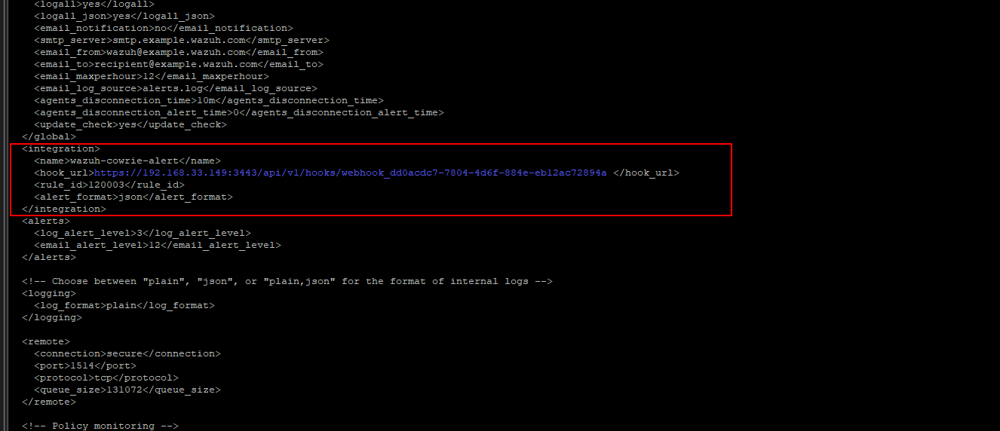 <logall>yes</logall>
<logall_json>yes</logall_json>
<email_notification>no</email_notification>
<smtp_server>smtp.example.wazuh.com</smtp_server>
<email_from>wazuh@example.wazuh.com</email_from>
<email_to>recipient@example.wazuh.com</email_to>
<email_maxperhour>12</email_maxperhour>
<email_log_source>alerts.log</email_log_source>
<agents_disconnection_time>10m</agents_disconnection_time>
<agents_disconnection_alert_time>0</agents_disconnection_alert_time>
<update_check>yes</update_check>
</global>
<integration>
<name>wazuh-cowrie-alert</name>
<hook_url>https://192.168.33.149:3443/api/v1/hooks/webhook_dd0acdc7-7804-4d6f-884e-eb12ac72894a </hook_url>
<rule_id>120003</rule_id>
<alert_format>json</alert_format>
</integration>
<alerts>
<log_alert_level>3</log_alert_level>
<email_alert_level>12</email_alert_level>
</alerts>
<!-- Choose between "plain", "json", or "plain,json" for the format of internal logs -->
<logging>
<log_format>plain</log_format>
</logging>
<remote>
<connection>secure</connection>
<port>1514</port>
<protocol>tcp</protocol>
<queue_size>131072</queue_size>
</remote>
<!-- Policy monitoring -->